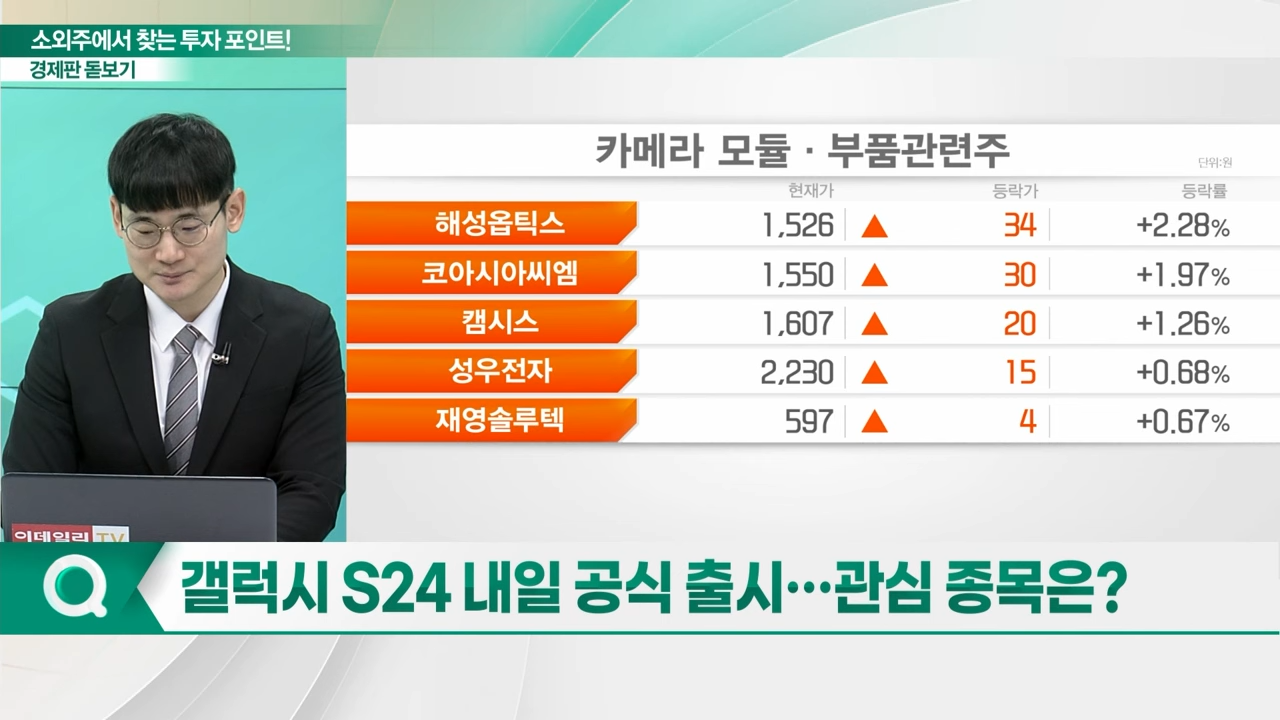 소외주에서 찾는 투자 포인트!
경제판 돋보기
카메라 모듈 · 부품관련주
단위:원
현재가 등락가 등락률
해성옵틱스 1,526 ▲ 34 +2.28%
코아시아씨엠 1,550 ▲ 30 +1.97%
캠시스 1,607 ▲ 20 +1.26%
성우전자 2,230 ▲ 15 +0.68%
재영솔루텍 597 ▲ 4 +0.67%
이데일리 TV
갤럭시 S24 내일 공식 출시…관심 종목은?